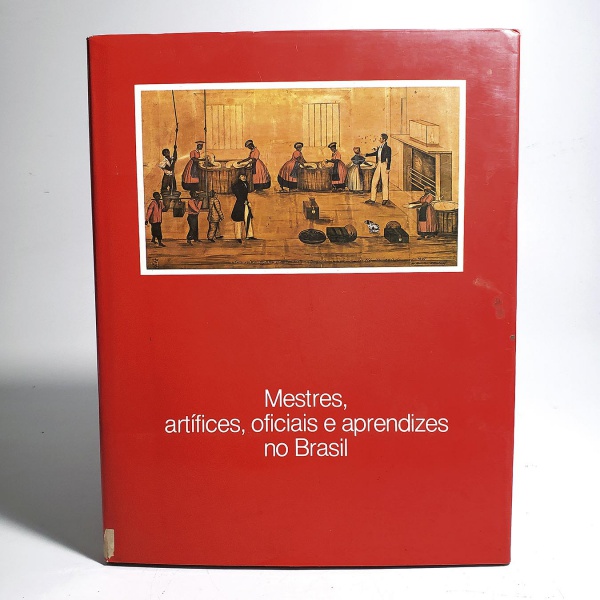 Mestres,
artífices, oficiais e aprendizes
no Brasil